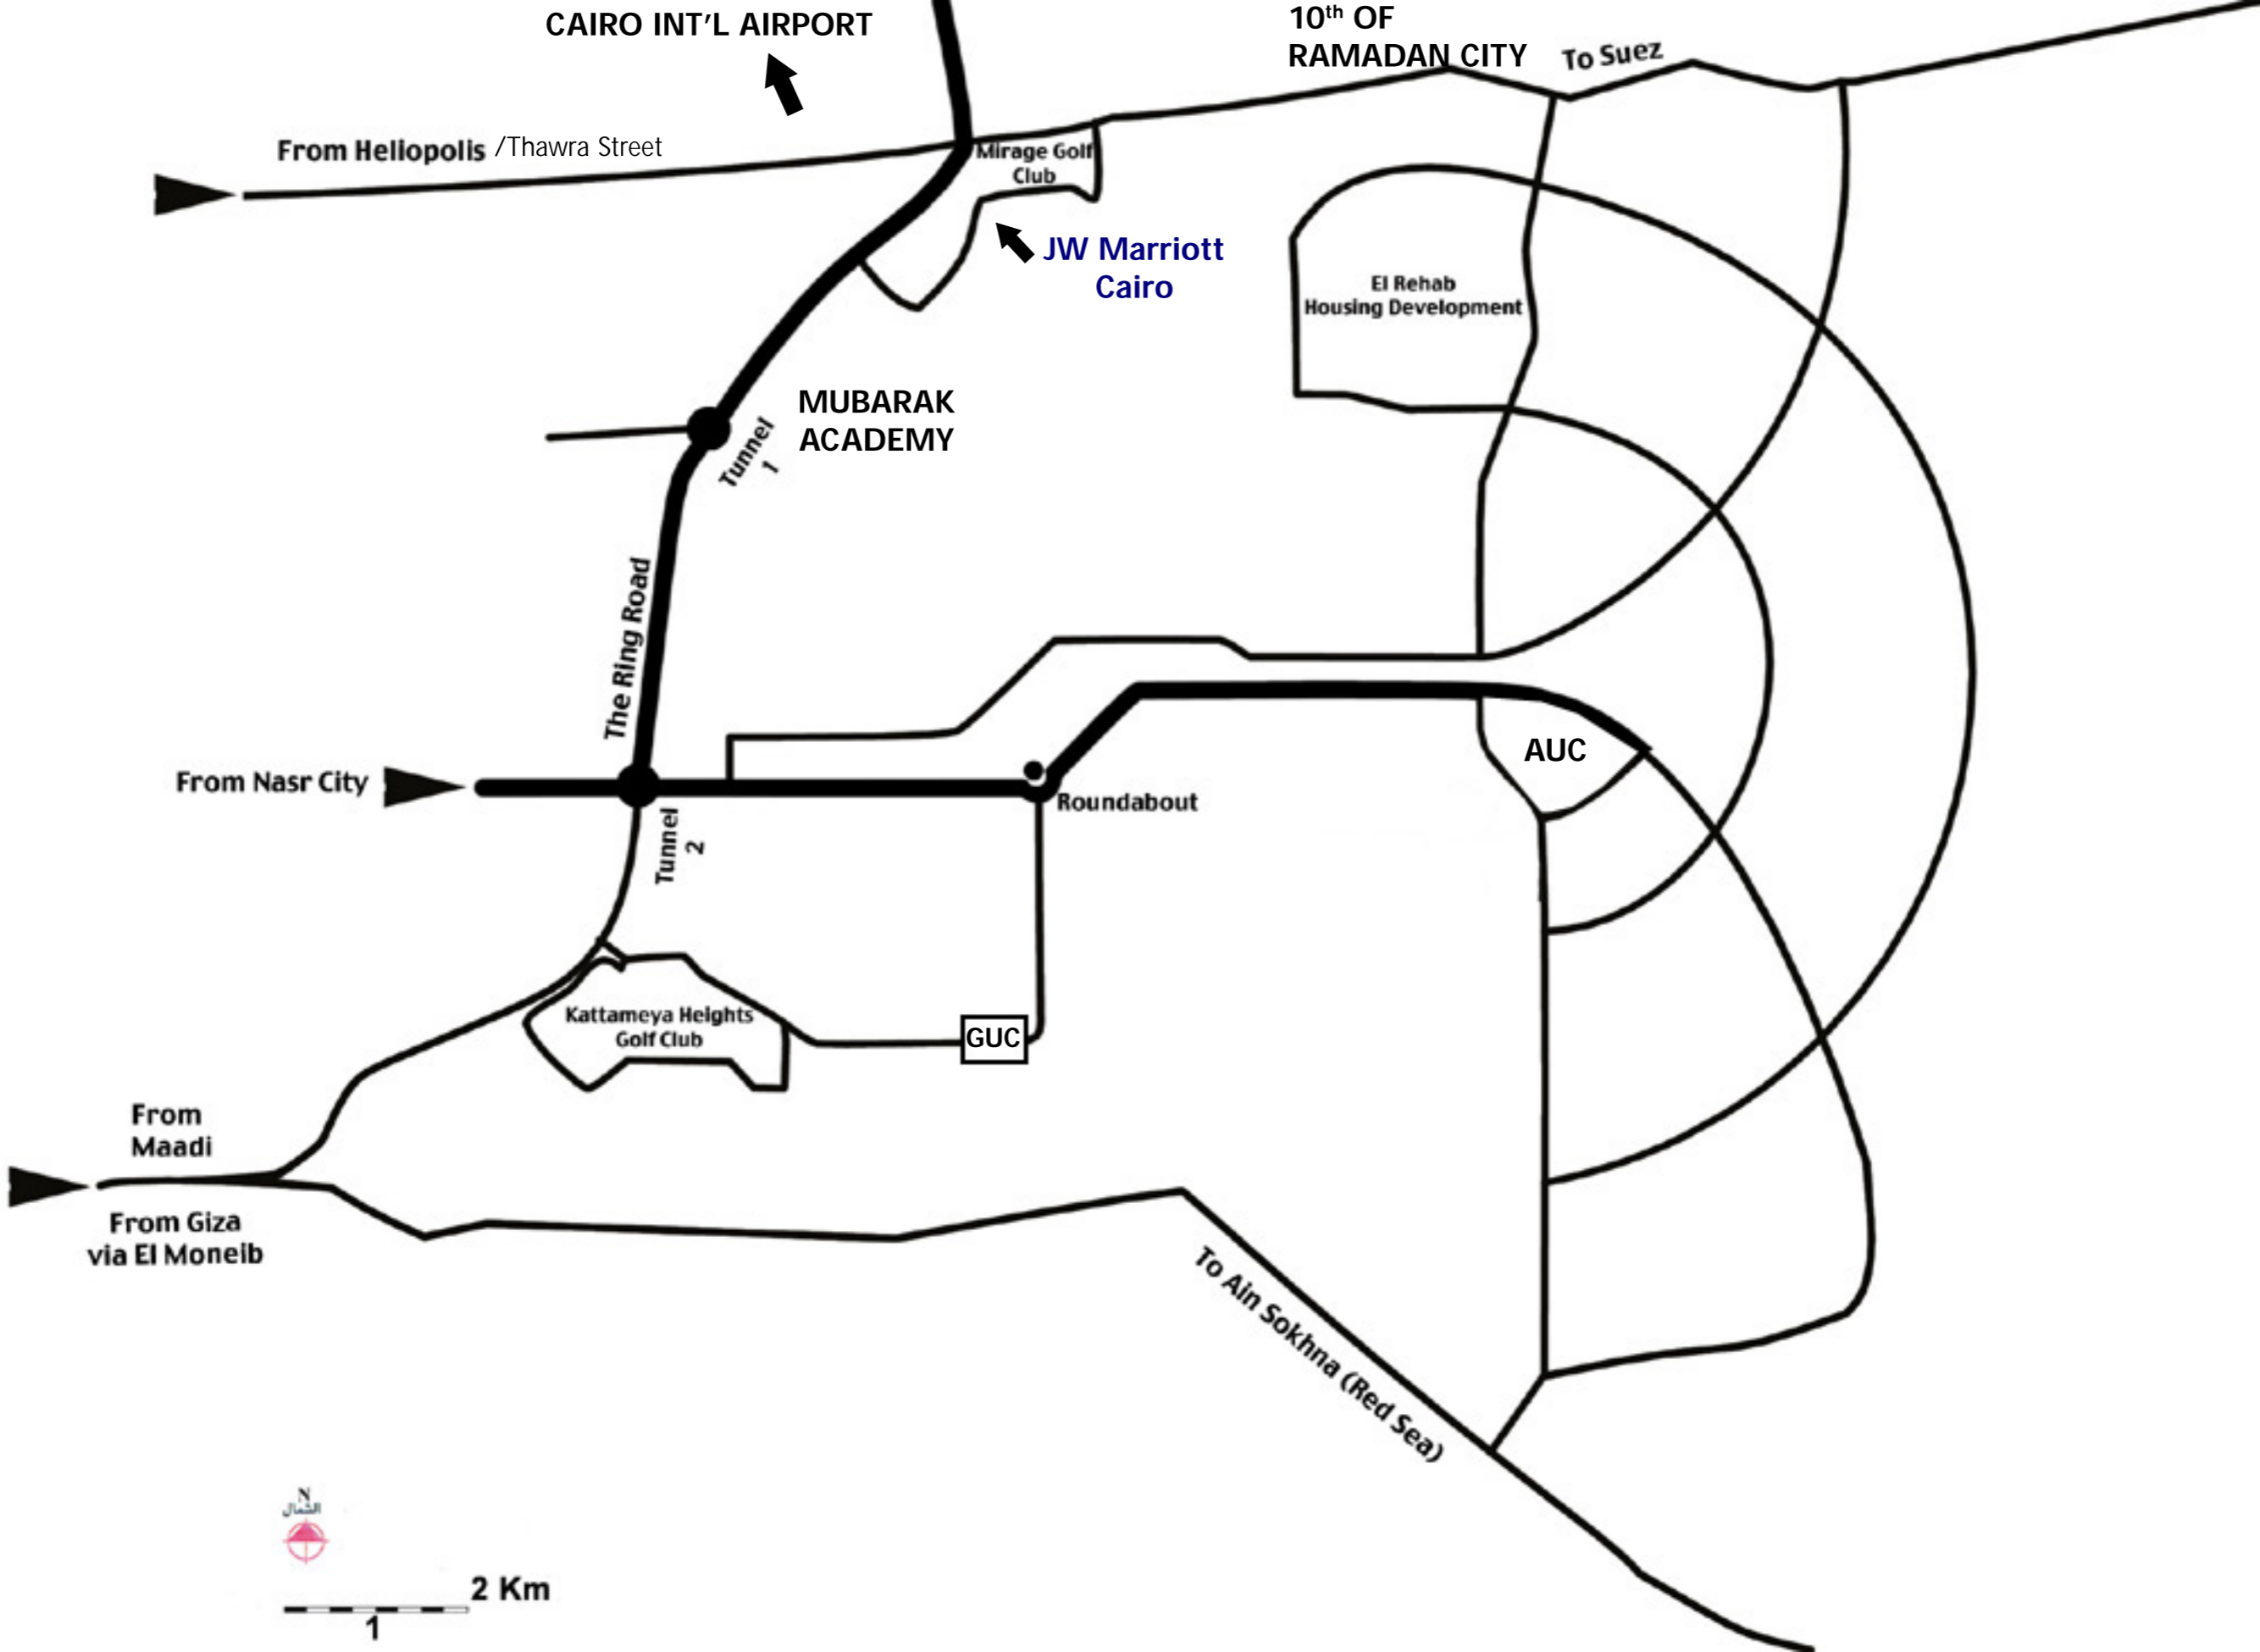 CAIRO INT'L AIRPORT
10th OF
RAMADAN CITY
To Suez
From Heliopolis /Thawra Street
Mirage Golf
Club
JW Marriott
Cairo
El Rehab
Housing Development
MUBARAK
ACADEMY
Tunnel
1
The Ring Road
AUC
From Nasr City
Roundabout
Tunnel
2
Kattameya Heights
Golf Club
GUC
From
Maadi
From Giza
via El Moneib
To Ain Sokhna (Red Sea)
N
الشمال
2 Km
1